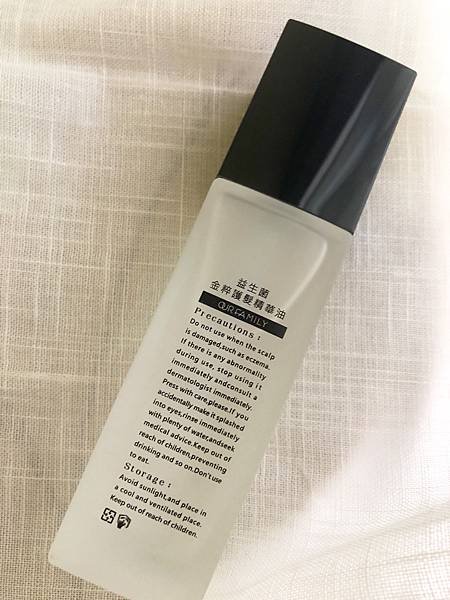 益生菌
金粹護髮精華油
OURFAMILY
Precautions :
Do not use when the scalp
is damaged,such as eczema.
If there is any abnormality
during use, stop using it
immediately andconsult a
dermatologist immediately.
Press with care,please.If you
accidentally make it splashed
into eyes,rinse immediately
with plenty of water,andseek
medical advice.Keep out of
reach of children,preventing
drinking and so on.Don't use
to eat.
Storage :
Avoid sunlight,and place in
a cool and ventilated place.
Keep out of reach of children.